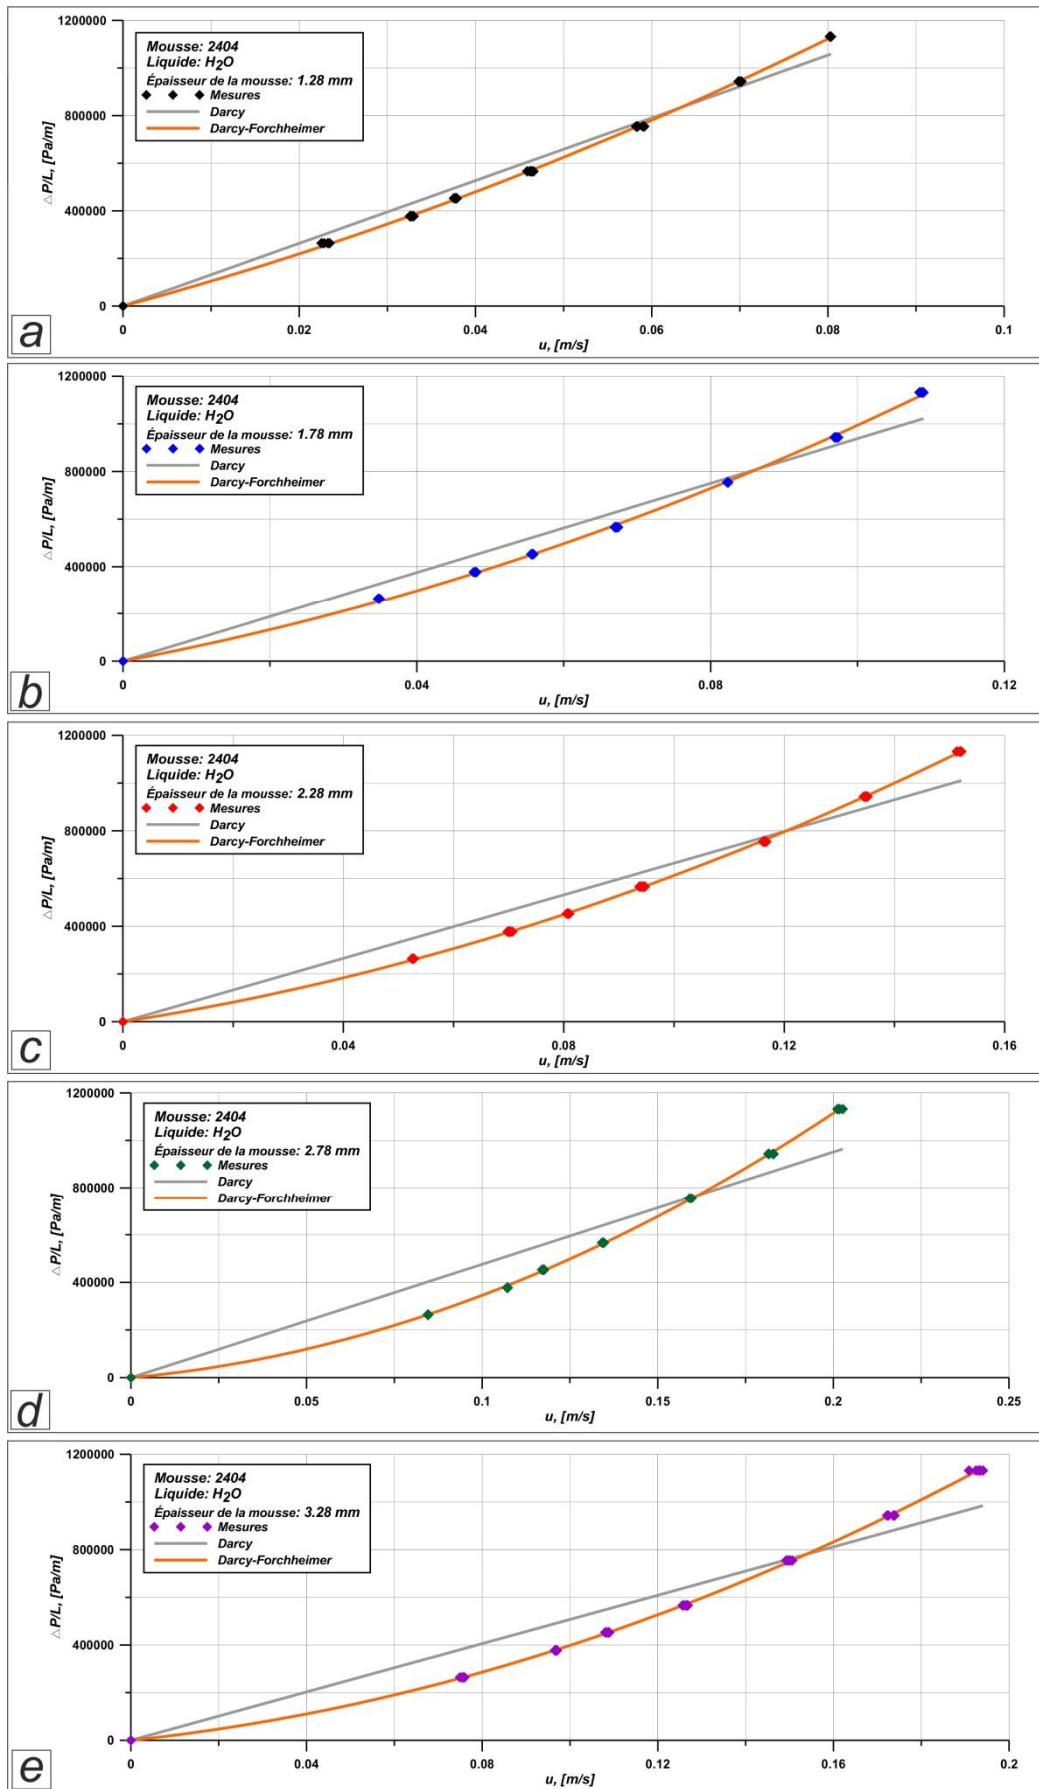 1200000
Mousse: 2404
Liquide: H2O
Épaisseur de la mousse: 1.28 mm
Mesures
Darcy
Darcy-Forchheimer
800000
△P/L, [Pa/m]
400000
0
0 0.02 0.04 0.06 0.08 0.1
u, [m/s]
a
1200000
Mousse: 2404
Liquide: H2O
Épaisseur de la mousse: 1.78 mm
Mesures
Darcy
Darcy-Forchheimer
800000
△P/L, [Pa/m]
400000
0
0 0.04 0.08 0.12
u, [m/s]
b
1200000
Mousse: 2404
Liquide: H2O
Épaisseur de la mousse: 2.28 mm
Mesures
Darcy
Darcy-Forchheimer
800000
△P/L, [Pa/m]
400000
0
0 0.04 0.08 0.12 0.16
u, [m/s]
c
1200000
Mousse: 2404
Liquide: H2O
Épaisseur de la mousse: 2.78 mm
Mesures
Darcy
Darcy-Forchheimer
800000
△P/L, [Pa/m]
400000
0
0 0.05 0.1 0.15 0.2 0.25
u, [m/s]
d
1200000
Mousse: 2404
Liquide: H2O
Épaisseur de la mousse: 3.28 mm
Mesures
Darcy
Darcy-Forchheimer
800000
△P/L, [Pa/m]
400000
0
0 0.04 0.08 0.12 0.16 0.2
u, [m/s]
e